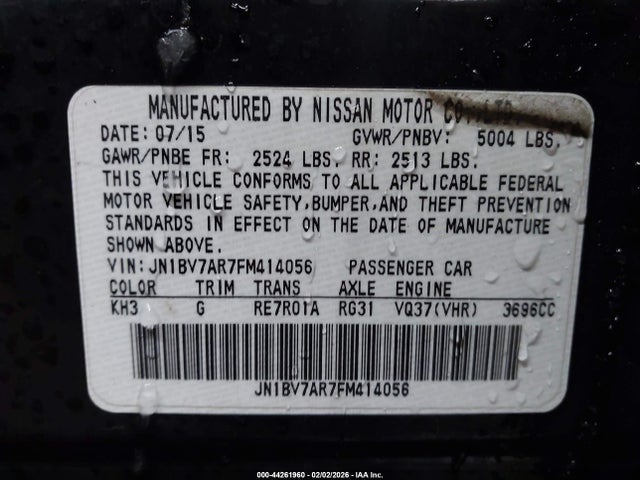 MANUFACTURED BY NISSAN MOTOR CO., LTD.
DATE: 07/15 GVWR/PNBV: 5004 LBS.
GAWR/PNBE FR: 2524 LBS. RR: 2513 LBS.
THIS VEHICLE CONFORMS TO ALL APPLICABLE FEDERAL
MOTOR VEHICLE SAFETY,BUMPER,AND THEFT PREVENTION
STANDARDS IN EFFECT ON THE DATE OF MANUFACTURE
SHOWN ABOVE.
VIN:JN1BV7AR7FM414056 PASSENGER CAR
COLOR TRIM TRANS AXLE ENGINE
KH3 G RE7R01A RG31 VQ37(VHR) 3696CC
JN1BV7AR7FM414056
000-44261960 - 02/02/2026 - IAA Inc.